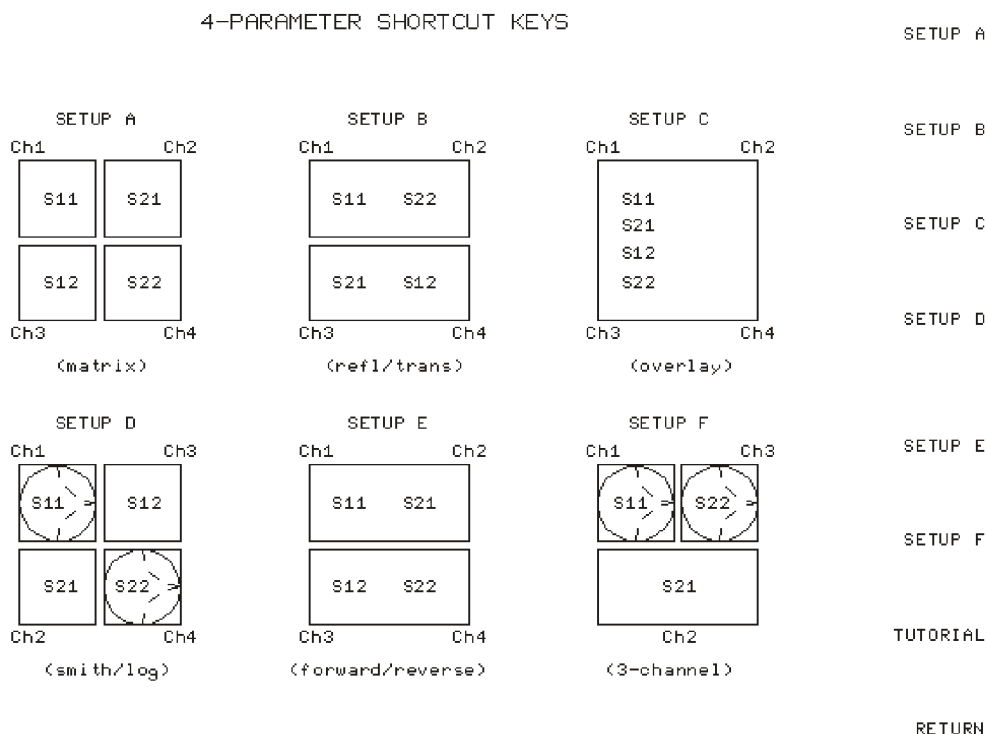 4-PARAMETER SHORTCUT KEYS
SETUP A
SETUP A SETUP B SETUP C
SETUP B
Ch1 Ch2 Ch1 Ch2 Ch1 Ch2
S11 S21 S11 S22 S11
S21
SETUP C
S12
S12 S22 S21 S12 S22
SETUP D
Ch3 Ch4 Ch3 Ch4 Ch3 Ch4
(matrix) (refl/trans) (overlay)
SETUP D SETUP E SETUP F
Ch1 Ch3 Ch1 Ch2 Ch1 Ch3
SETUP E
S11 S12 S11 S21 S11 S22
SETUP F
S21 S22 S12 S22 S21
Ch2 Ch4 Ch3 Ch4 Ch2
TUTORIAL
(smith/log) (forward/reverse) (3-channel)
RETURN